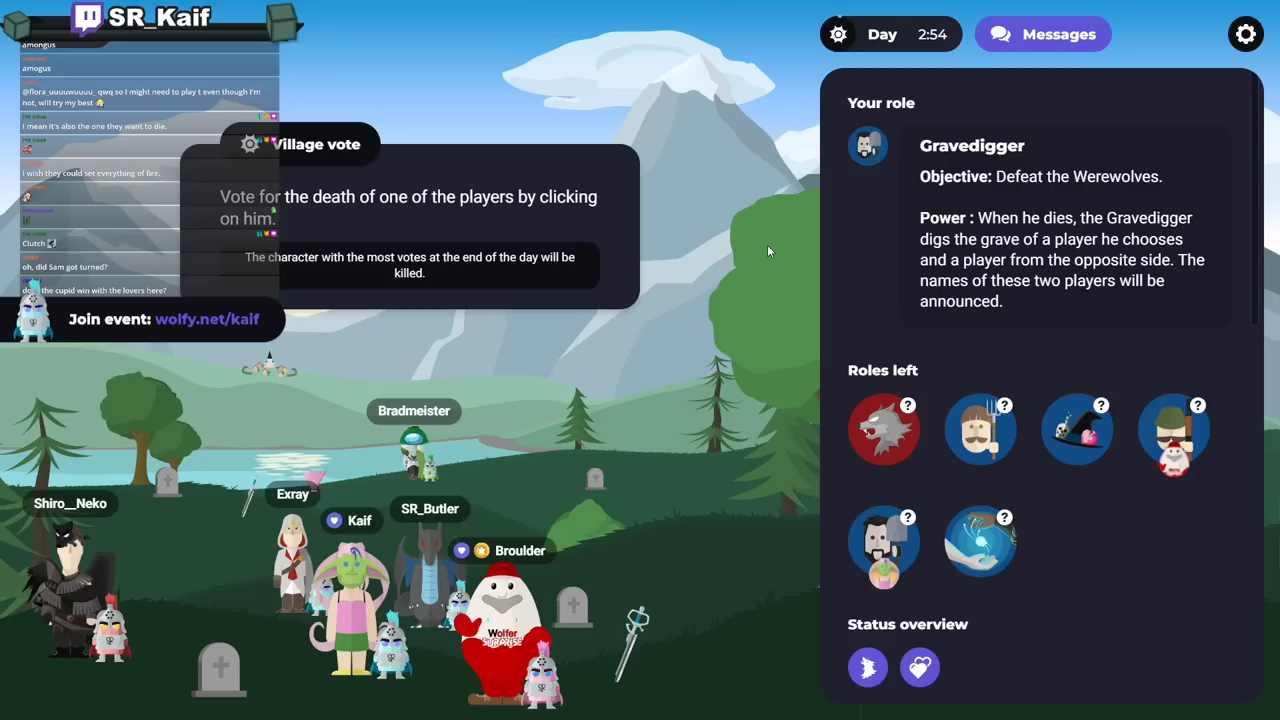 SR_Kaif
amongus
amogus
@flora_uuuuwuuuu_qwq so I might need to play t even though I'm
not, will try my best
I mean it's also the one they want to die.
I wish they could set everything of fire.
Clutch
oh, did Sam got turned?
the cupid win with the lovers here?
Join event: wolfy.net/kaif
Village vote
Vote for the death of one of the players by clicking
on him.
The character with the most votes at the end of the day will be
killed.
Bradmeister
Shiro__Neko
Exray
Kaif
SR_Butler
Broulder
Wolfer
SURPRISE
Day 2:54
Messages
Your role
Gravedigger
Objective: Defeat the Werewolves.
Power : When he dies, the Gravedigger
digs the grave of a player he chooses
and a player from the opposite side. The
names of these two players will be
announced.
Roles left
?
?
?
?
?
?
Status overview